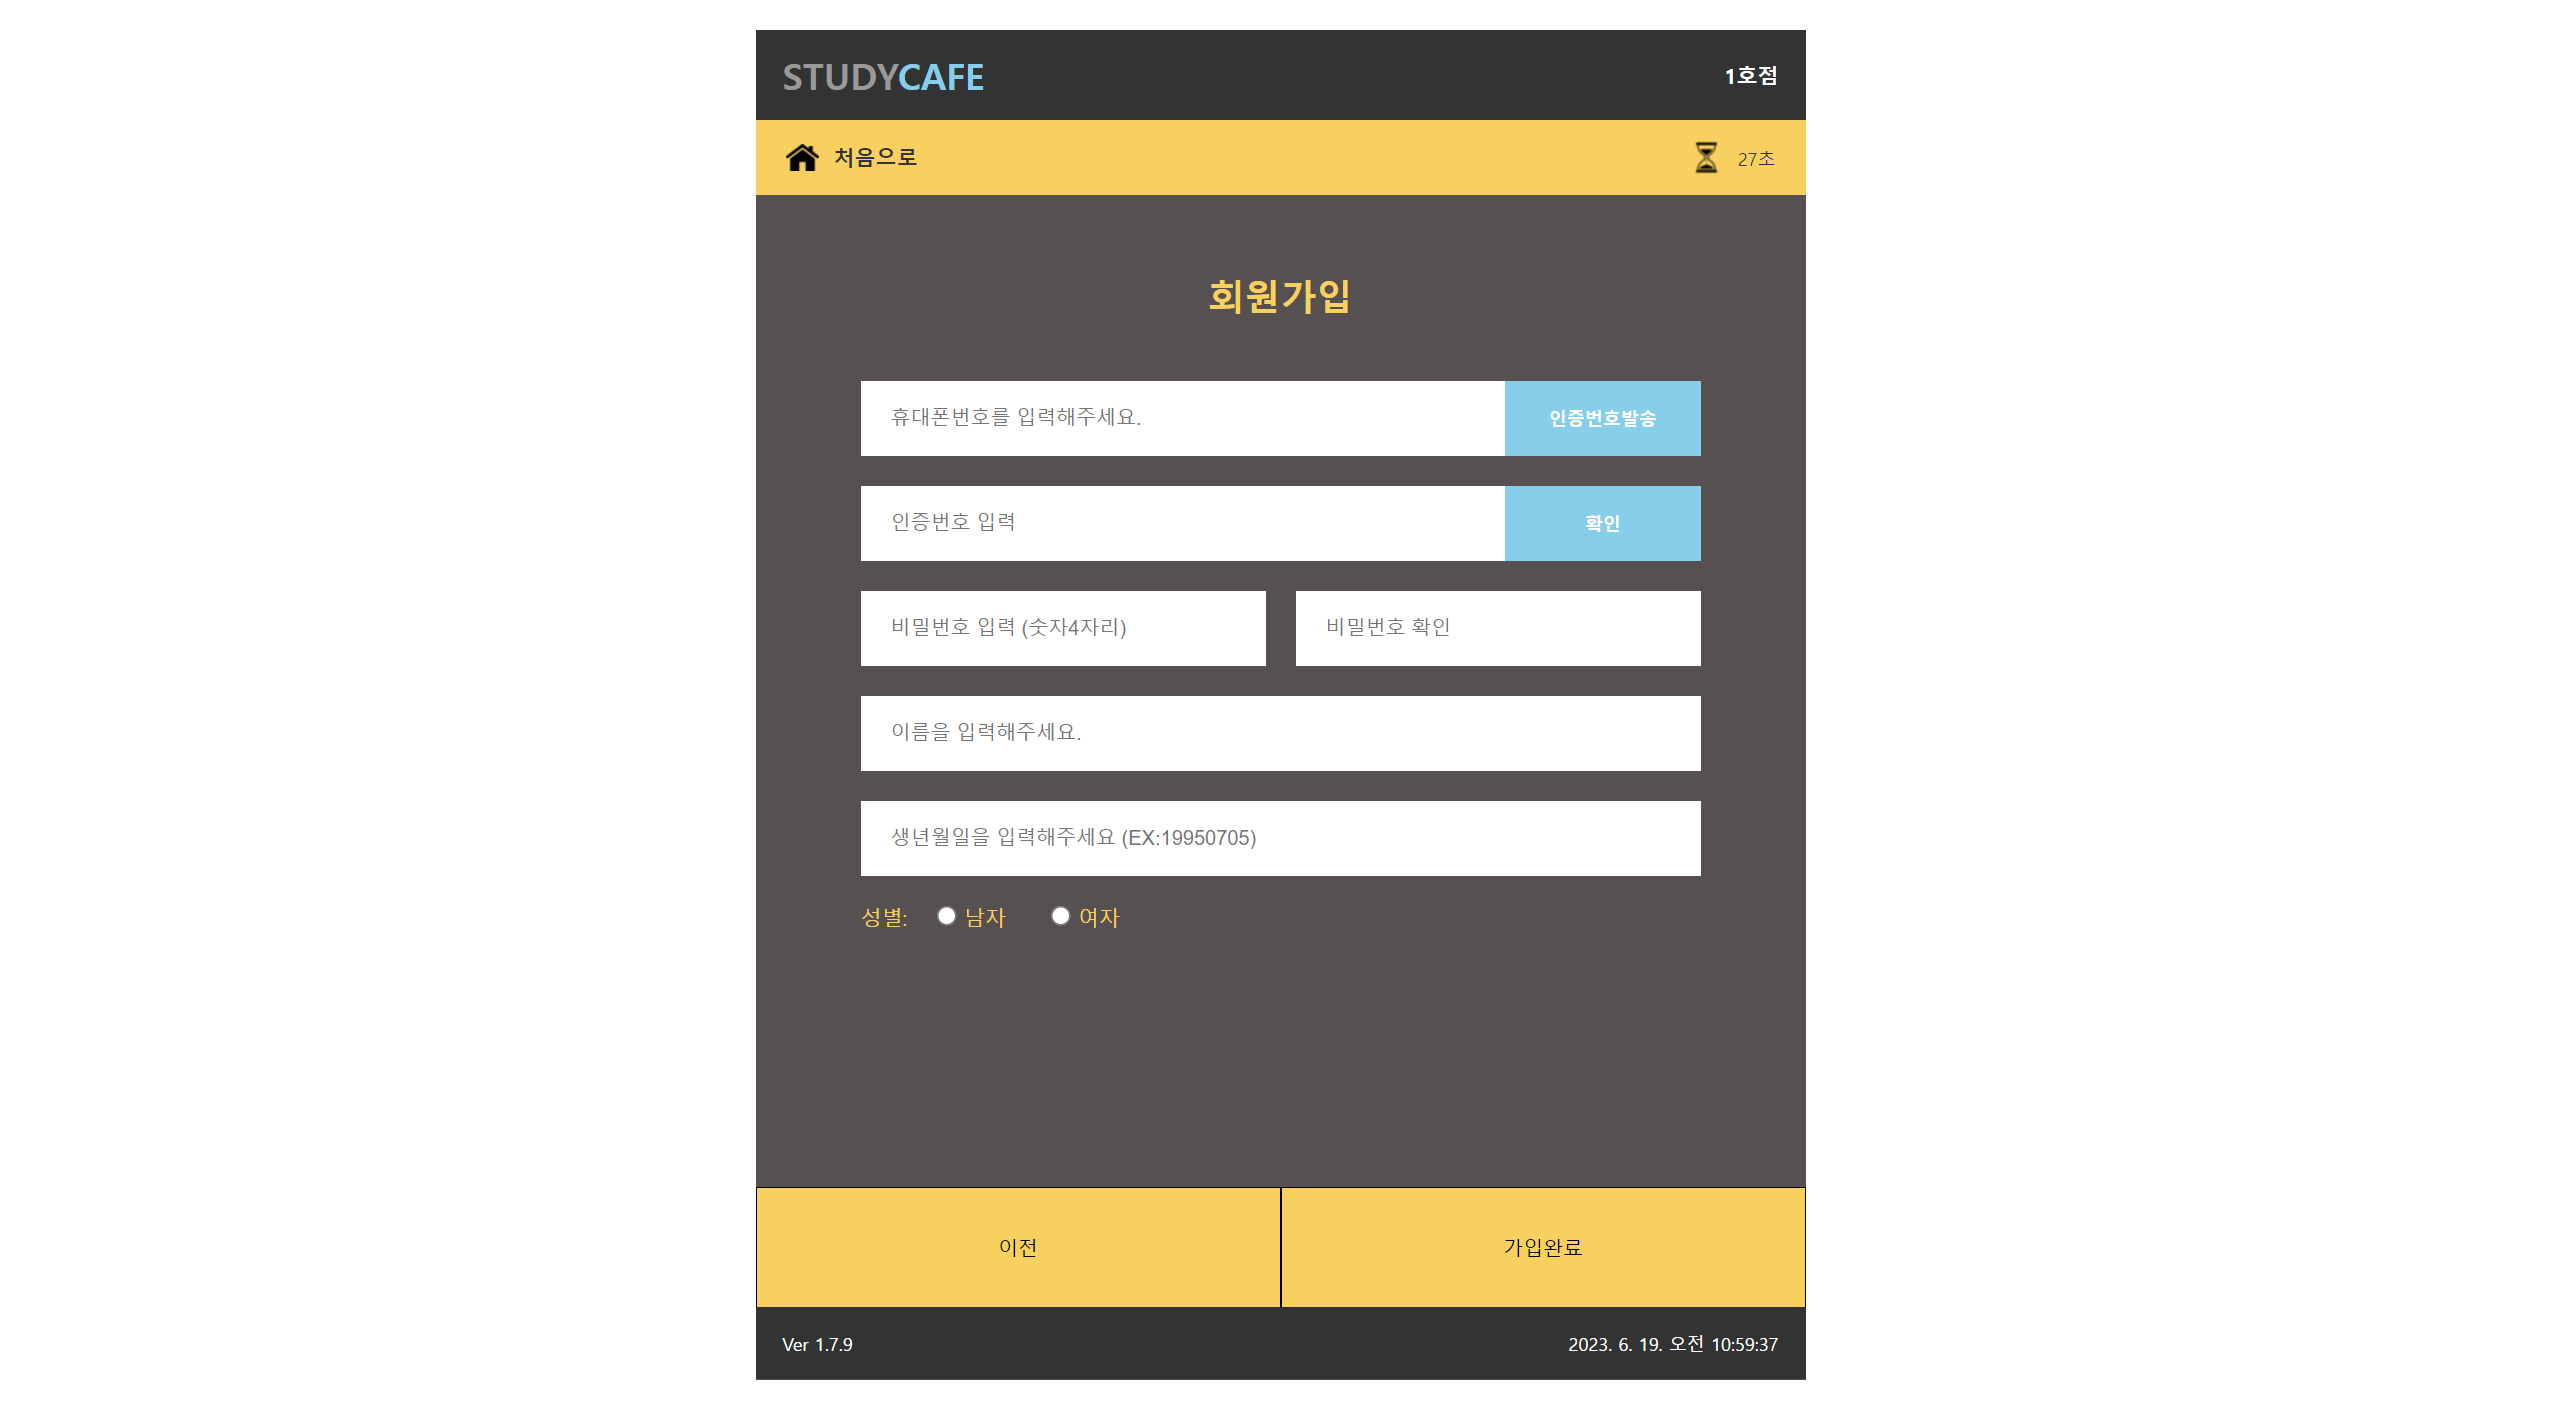 STUDYCAFE
1호점
처음으로
27초
회원가입
휴대폰번호를 입력해주세요.
인증번호발송
인증번호 입력
확인
비밀번호 입력 (숫자4자리)
비밀번호 확인
이름을 입력해주세요.
생년월일을 입력해주세요 (EX:19950705)
성별: 남자 여자
이전
가입완료
Ver 1.7.9
2023. 6. 19. 오전 10:59:37